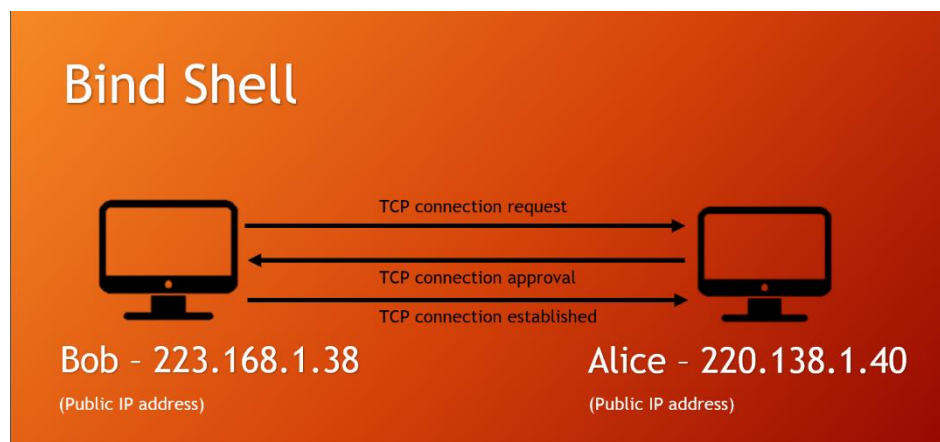 Bind Shell
TCP connection request
TCP connection approval
TCP connection established
Bob – 223.168.1.38
(Public IP address)
Alice – 220.138.1.40
(Public IP address)